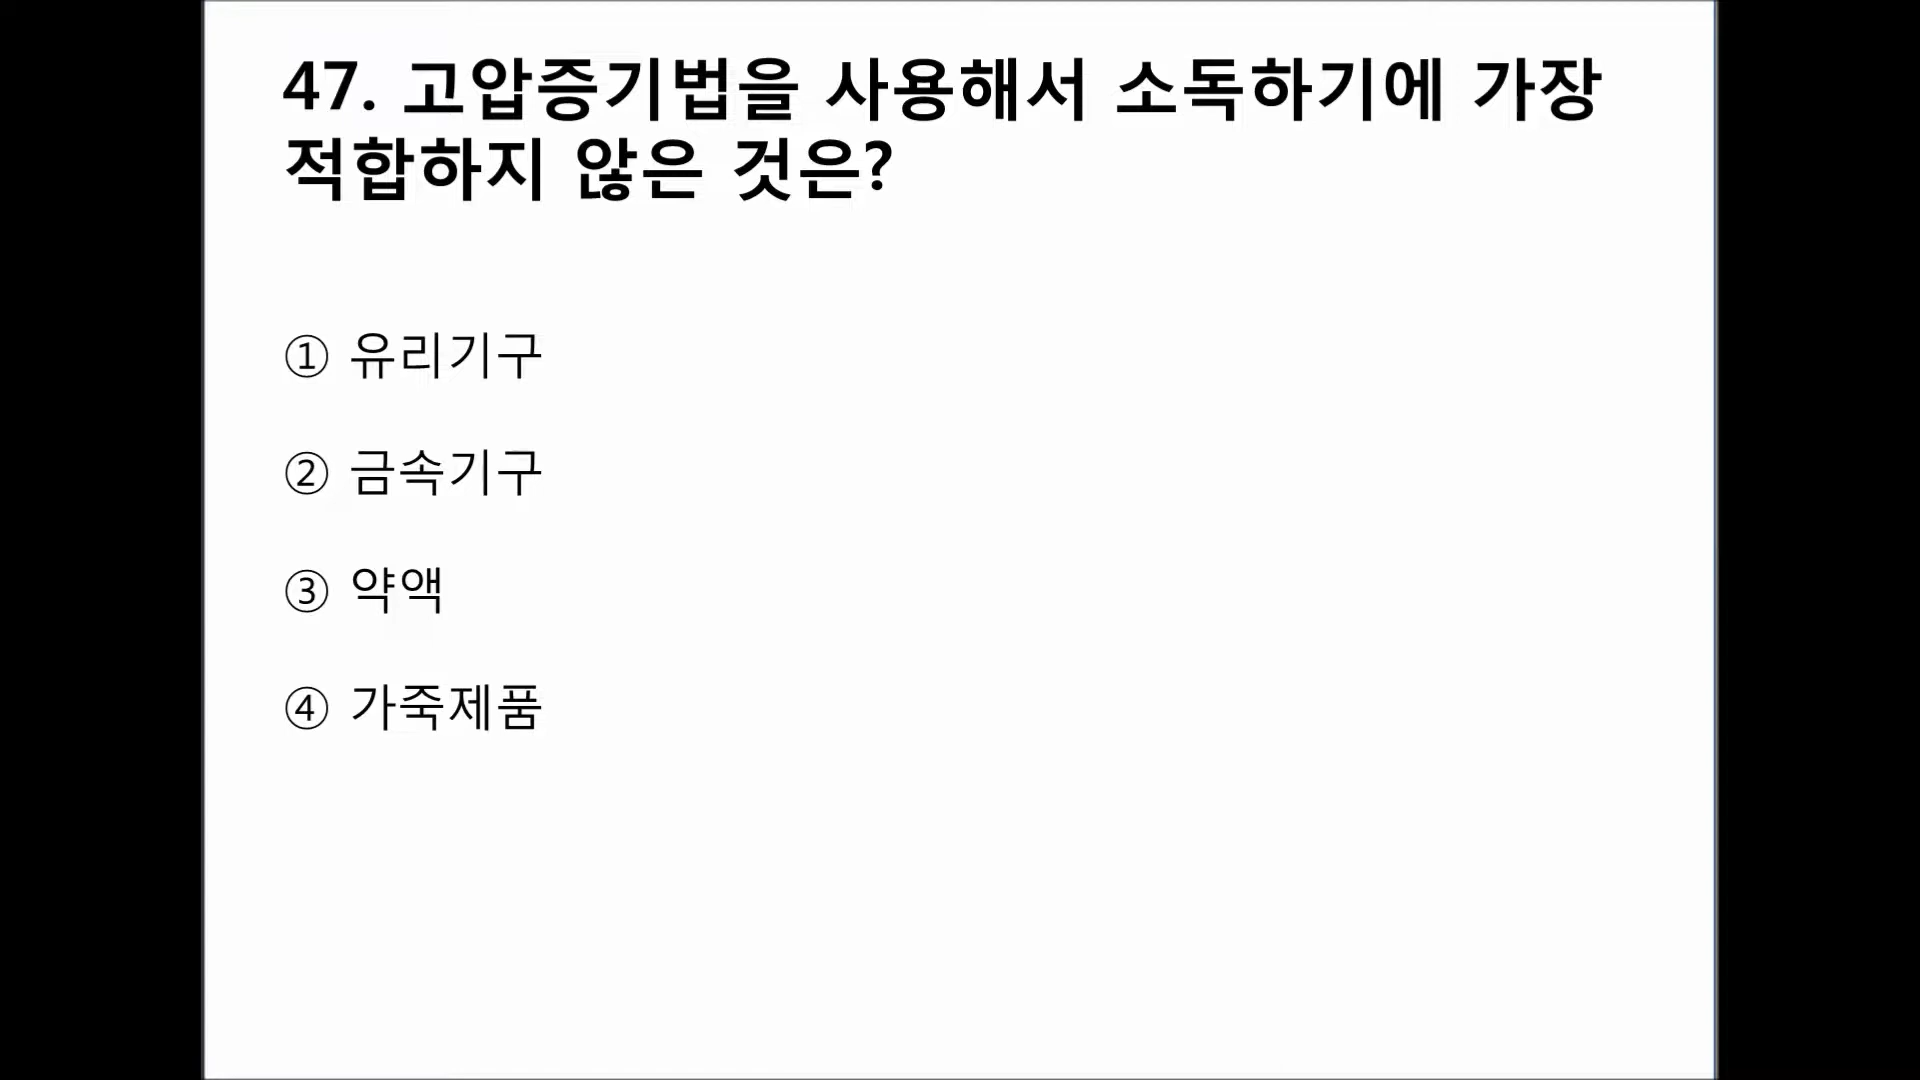 47. 고압증기법을 사용해서 소독하기에 가장
적합하지 않은 것은?
① 유리기구
② 금속기구
③ 약액
④ 가죽제품